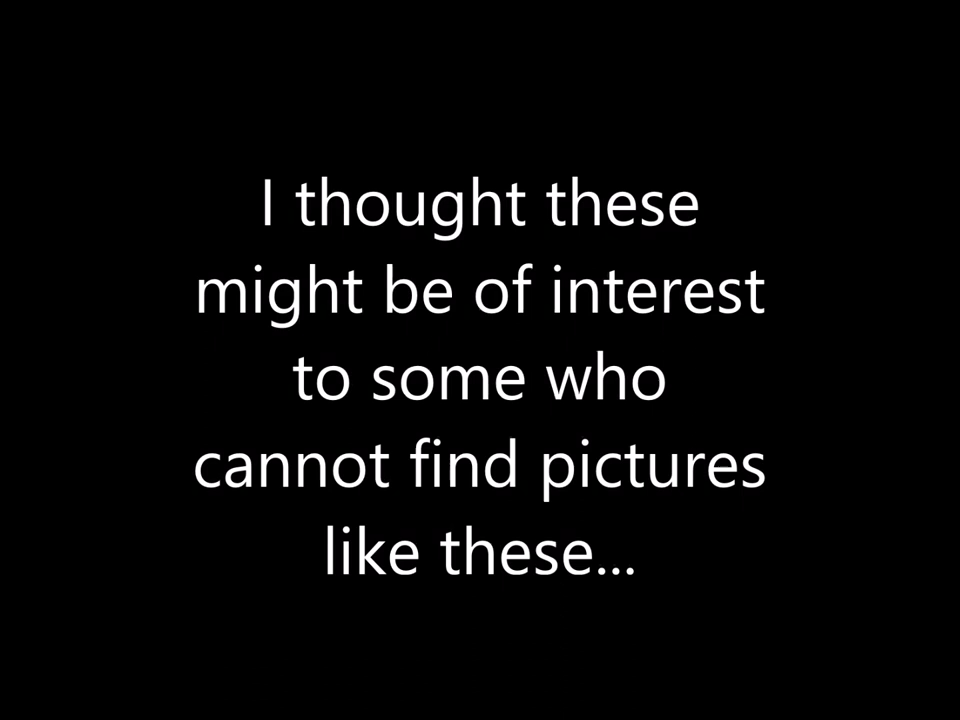 I thought these
might be of interest
to some who
cannot find pictures
like these...